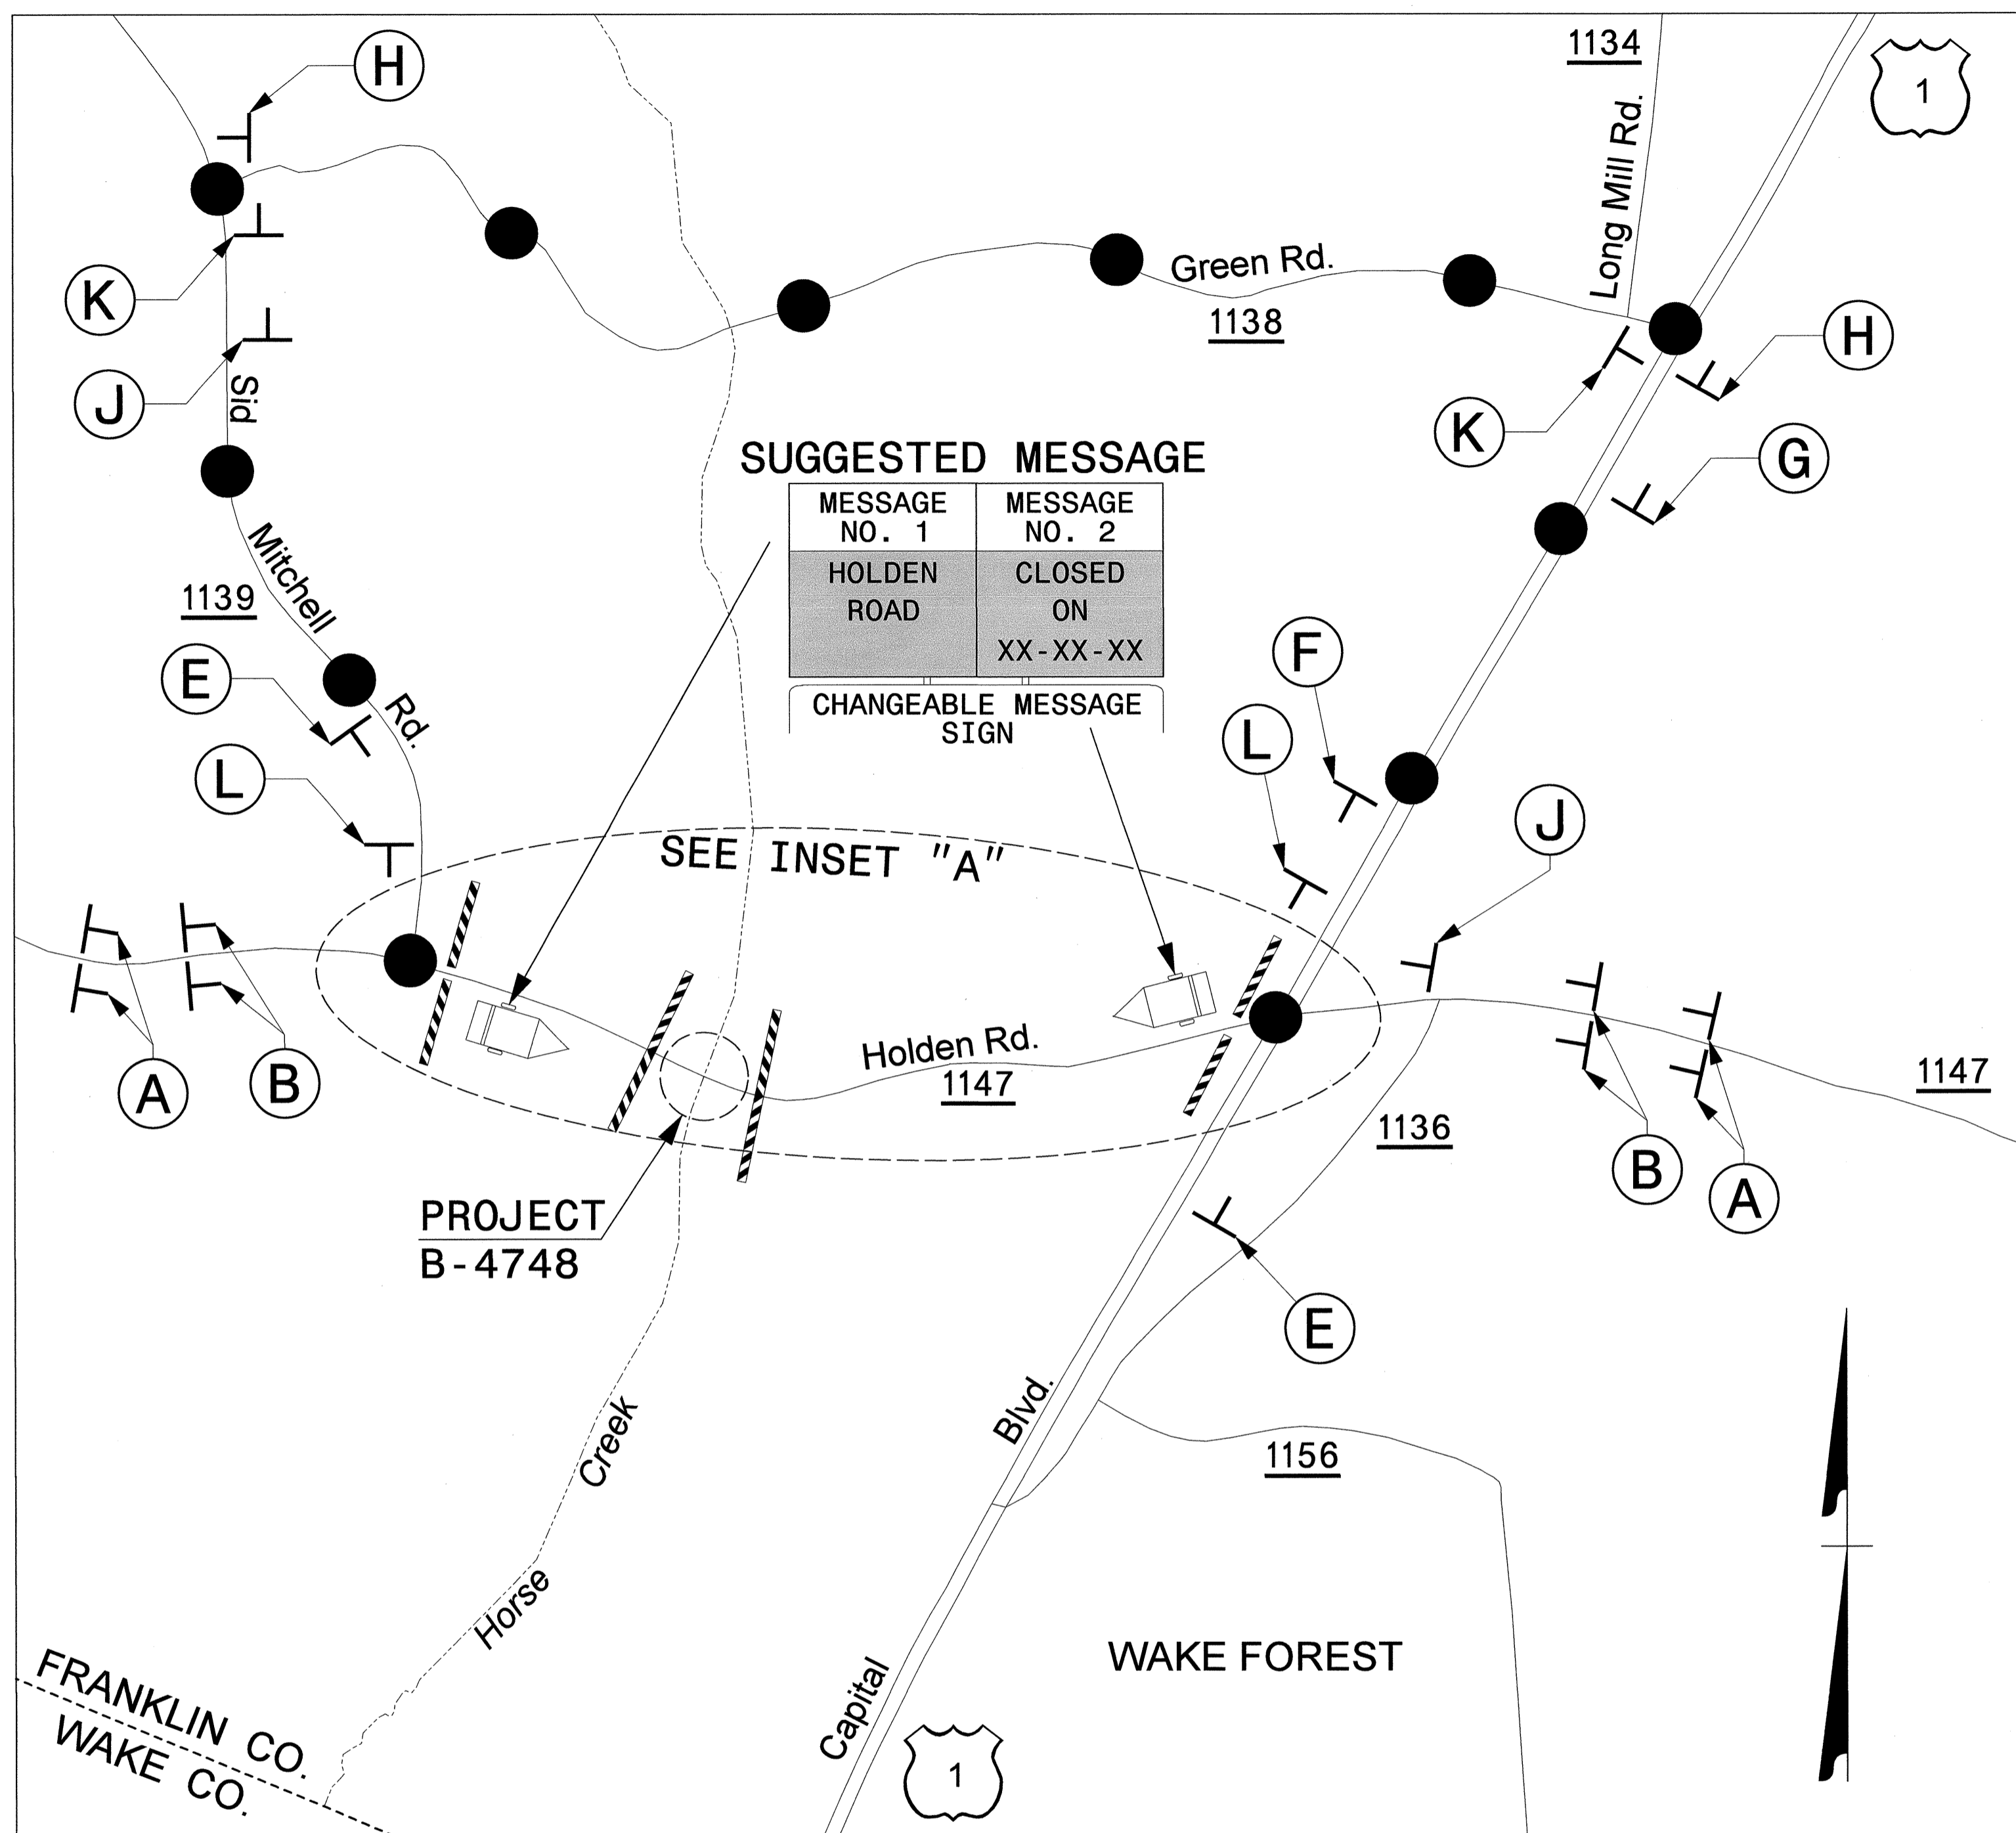 H
1134
1
Long Mill Rd.
K
Green Rd.
1138
H
J
Sid
K
G
SUGGESTED MESSAGE
MESSAGE NO. 1
MESSAGE NO. 2
HOLDEN ROAD
CLOSED ON XX-XX-XX
CHANGEABLE MESSAGE
SIGN
Mitchell
1139
E
Rd.
L
F
L
J
SEE INSET "A"
A
B
Holden Rd.
1147
1147
1136
B
A
PROJECT
B-4748
E
Blvd.
1156
Creek
Horse
WAKE FOREST
Capital
1
FRANKLIN CO.
WAKE CO.